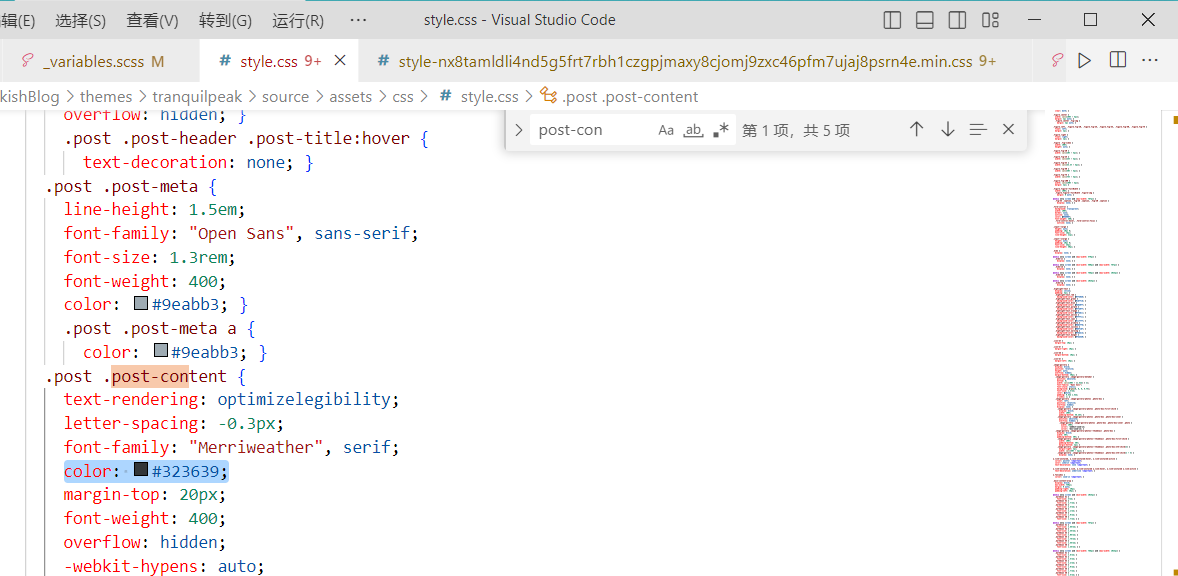 辑(E) 选择(S) 查看(V) 转到(G) 运行(R) ··· style.css - Visual Studio Code
_variables.scss M # style.css 9+ # style-nx8tamldli4nd5g5frt7rbh1czgpjmaxy8cjomj9zxc46pfm7ujaj8psrn4e.min.css 9+ ···
kishBlog > themes > tranquilpeak > source > assets > css > # style.css > .post .post-content
overflow: hidden; }
post-con Aa ab .* 第 1 项，共 5 项
.post .post-header .post-title:hover {
text-decoration: none; }
.post .post-meta {
line-height: 1.5em;
font-family: "Open Sans", sans-serif;
font-size: 1.3rem;
font-weight: 400;
color: #9eabb3; }
.post .post-meta a {
color: #9eabb3; }
.post .post-content {
text-rendering: optimizelegibility;
letter-spacing: -0.3px;
font-family: "Merriweather", serif;
color: #323639;
margin-top: 20px;
font-weight: 400;
overflow: hidden;
-webkit-hypens: auto;